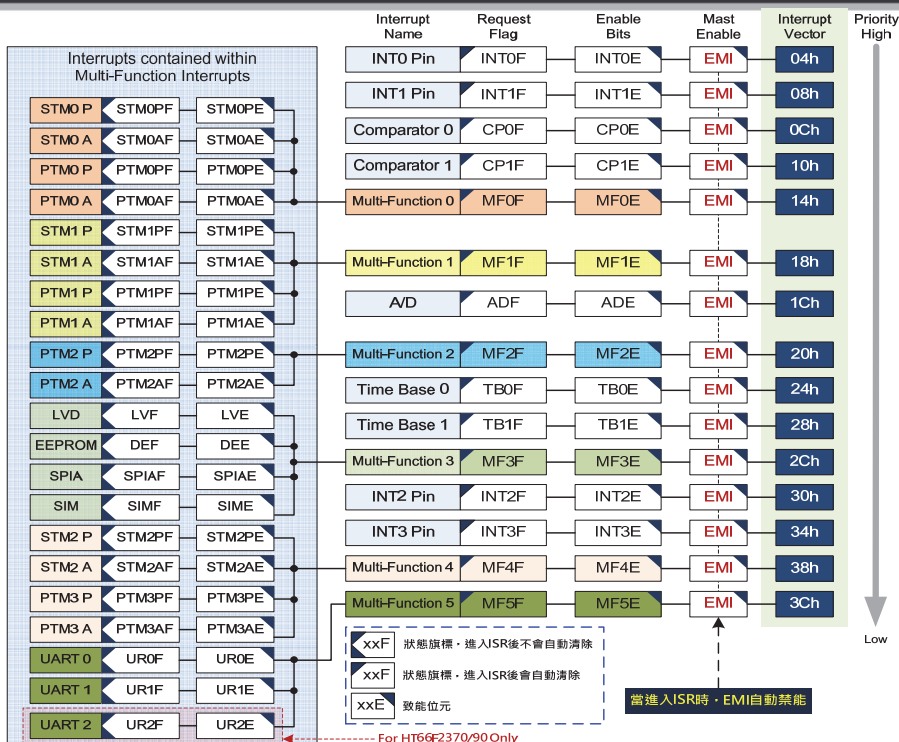 Interrupt Name Request Flag Enable Bits Mast Enable Interrupt Vector Priority High
Interrupts contained within
Multi-Function Interrupts
INT0 Pin INT0F INT0E EMI 04h
INT1 Pin INT1F INT1E EMI 08h
Comparator 0 CP0F CP0E EMI 0Ch
Comparator 1 CP1F CP1E EMI 10h
Multi-Function 0 MF0F MF0E EMI 14h
Multi-Function 1 MF1F MF1E EMI 18h
A/D ADF ADE EMI 1Ch
Multi-Function 2 MF2F MF2E EMI 20h
Time Base 0 TB0F TB0E EMI 24h
Time Base 1 TB1F TB1E EMI 28h
Multi-Function 3 MF3F MF3E EMI 2Ch
INT2 Pin INT2F INT2E EMI 30h
INT3 Pin INT3F INT3E EMI 34h
Multi-Function 4 MF4F MF4E EMI 38h
Multi-Function 5 MF5F MF5E EMI 3Ch
Low
STM0 P STM0PF STM0PE
STM0 A STM0AF STM0AE
PTM0 P PTM0PF PTM0PE
PTM0 A PTM0AF PTM0AE
STM1 P STM1PF STM1PE
STM1 A STM1AF STM1AE
PTM1 P PTM1PF PTM1PE
PTM1 A PTM1AF PTM1AE
PTM2 P PTM2PF PTM2PE
PTM2 A PTM2AF PTM2AE
LVD LVF LVE
EEPROM DEF DEE
SPIA SPIAF SPIAE
SIM SIMF SIME
STM2 P STM2PF STM2PE
STM2 A STM2AF STM2AE
PTM3 P PTM3PF PTM3PE
PTM3 A PTM3AF PTM3AE
UART 0 UR0F UR0E
UART 1 UR1F UR1E
UART 2 UR2F UR2E
xxF 狀態旗標，進入ISR後不會自動清除
xxF 狀態旗標，進入ISR後會自動清除
xxE 致能位元
當進入ISR時，EMI自動禁能
For HT66F2370/90 Only